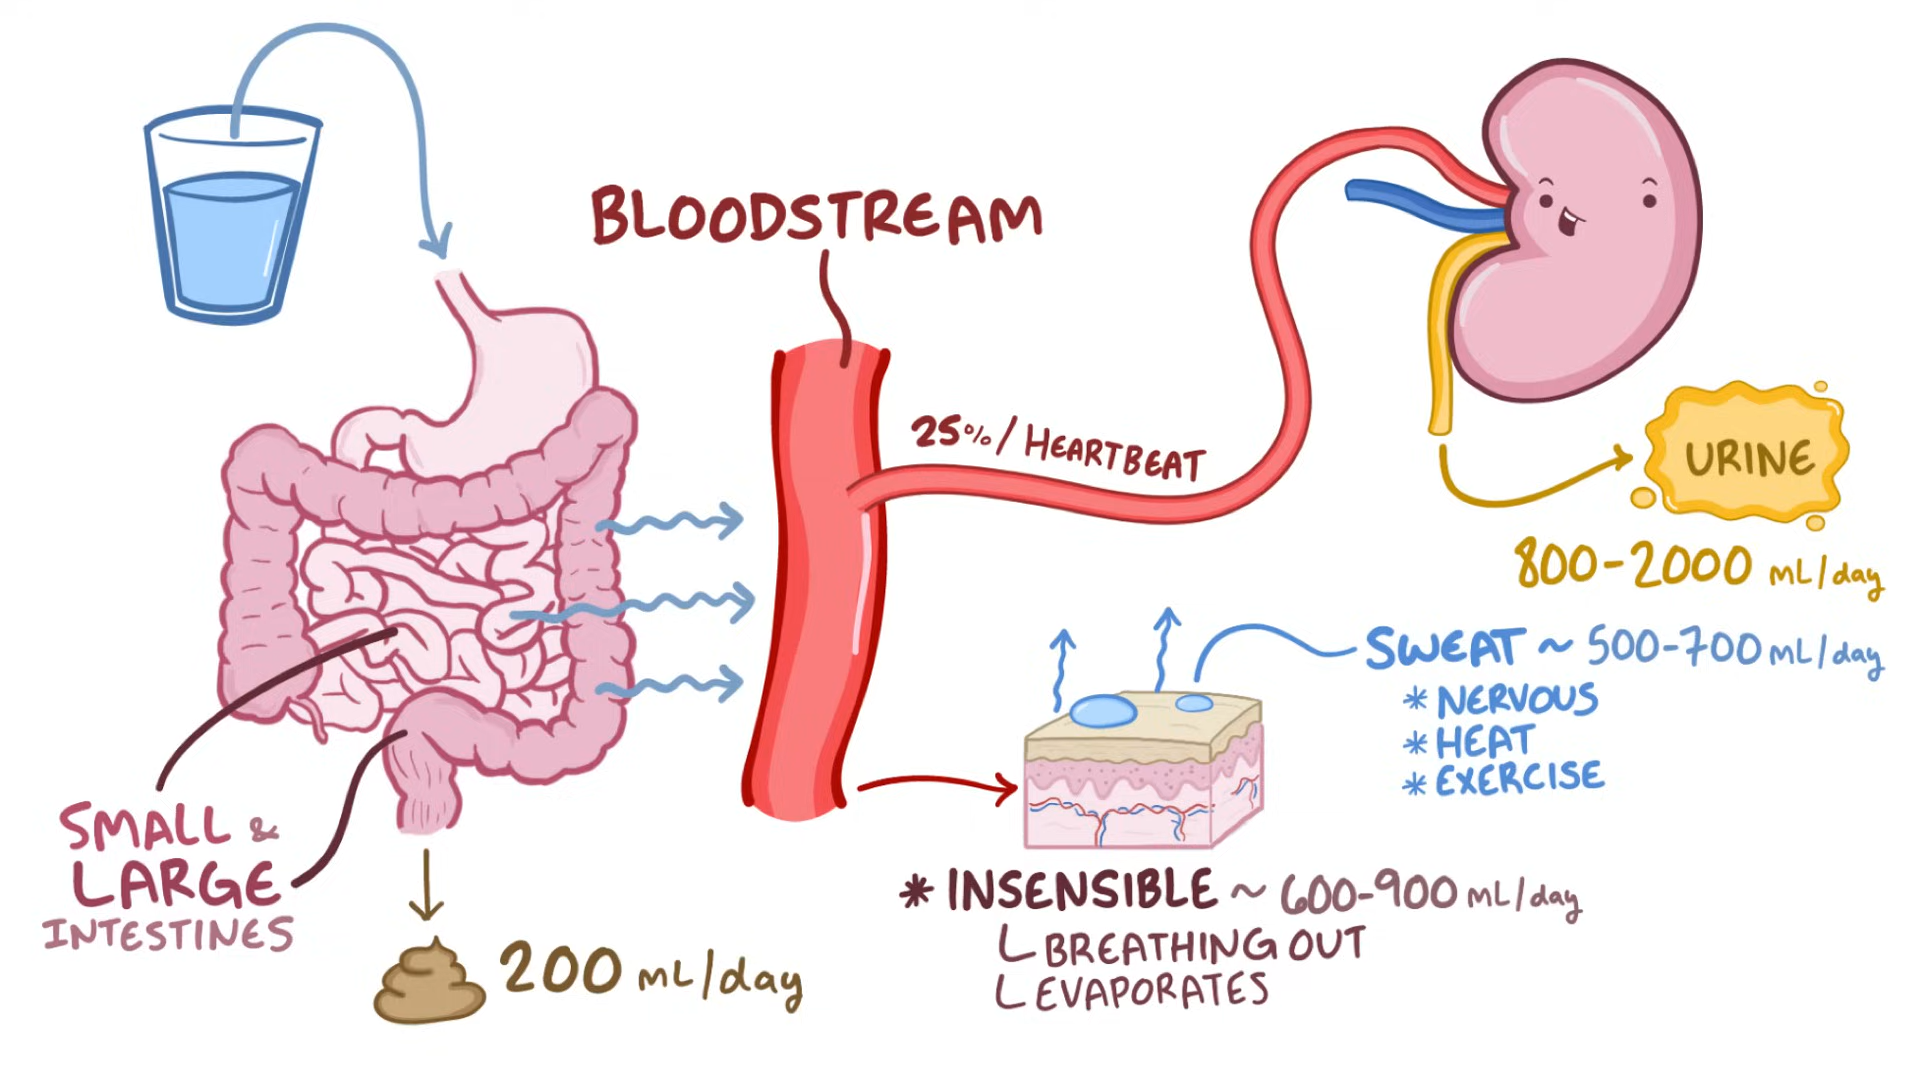 BLOODSTREAM
25%/HEARTBEAT
URINE
800-2000 mL/day
SWEAT ~ 500-700 mL/day
* NERVOUS
* HEAT
* EXERCISE
SMALL &
LARGE
INTESTINES
200 mL/day
* INSENSIBLE ~ 600-900 mL/day
BREATHING OUT
EVAPORATES